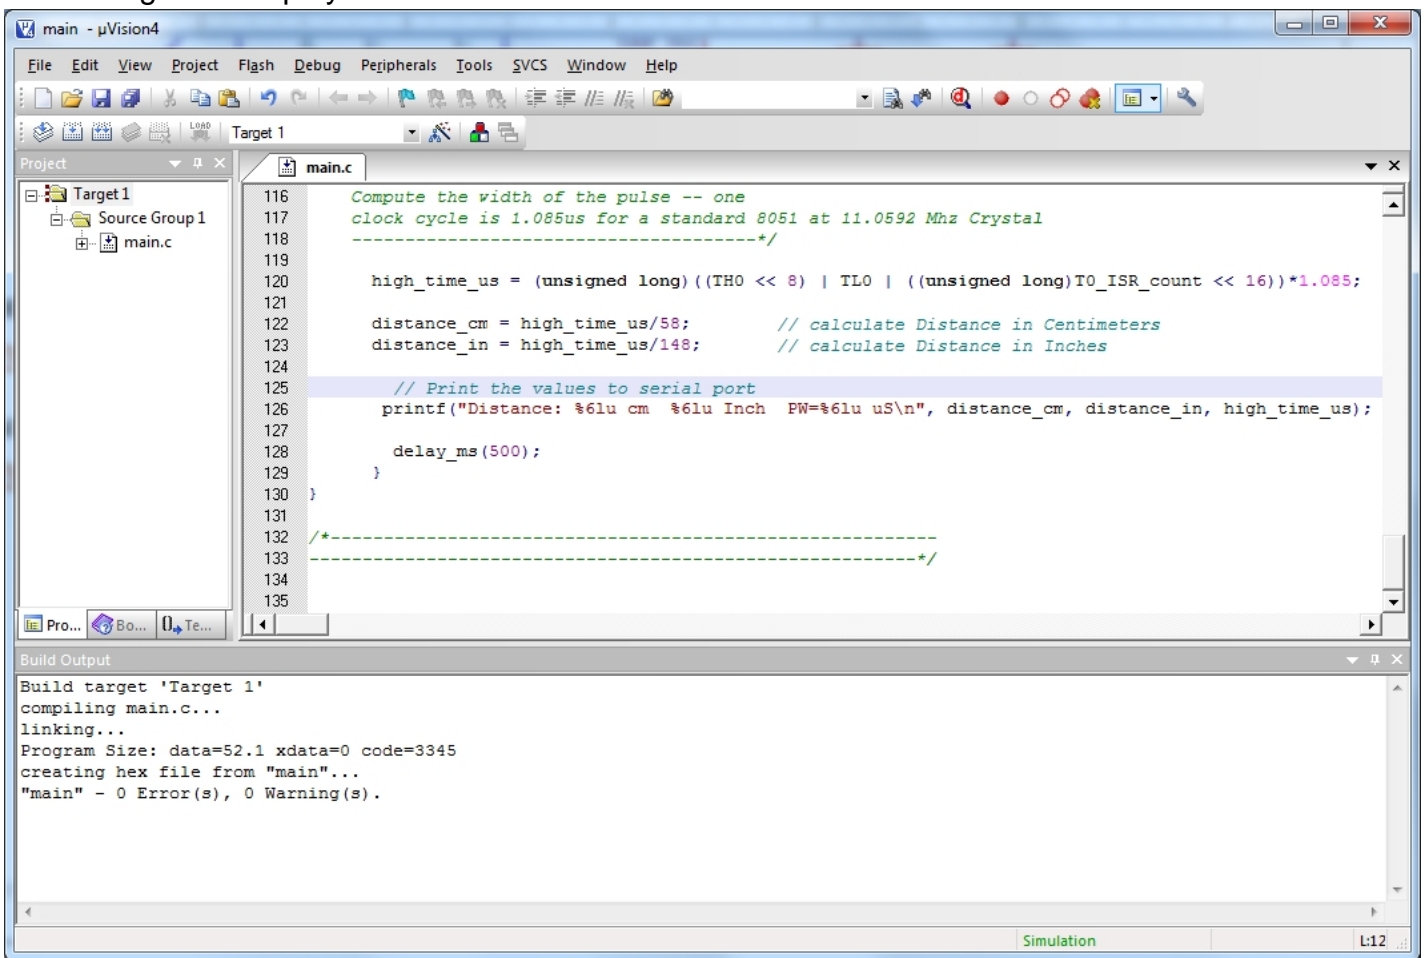 main - µVision4
File Edit View Project Flash Debug Peripherals Tools SVCS Window Help
LOAD Target 1
Project
main.c
Target 1
Source Group 1
main.c
116 Compute the width of the pulse -- one
117 clock cycle is 1.085us for a standard 8051 at 11.0592 Mhz Crystal
118 --------------------------------------*/
119
120 high_time_us = (unsigned long)((TH0 << 8) | TL0 | ((unsigned long)T0_ISR_count << 16))*1.085;
121
122 distance_cm = high_time_us/58; // calculate Distance in Centimeters
123 distance_in = high_time_us/148; // calculate Distance in Inches
124
125 // Print the values to serial port
126 printf("Distance: %6lu cm %6lu Inch PW=%6lu uS\n", distance_cm, distance_in, high_time_us);
127
128 delay_ms(500);
129 }
130 }
131
132 /*---------------------------------------------------------
133 ---------------------------------------------------------*/
134
135
Pro... Bo... {} Te...
Build Output
Build target 'Target 1'
compiling main.c...
linking...
Program Size: data=52.1 xdata=0 code=3345
creating hex file from "main"...
"main" - 0 Error(s), 0 Warning(s).
Simulation L:12